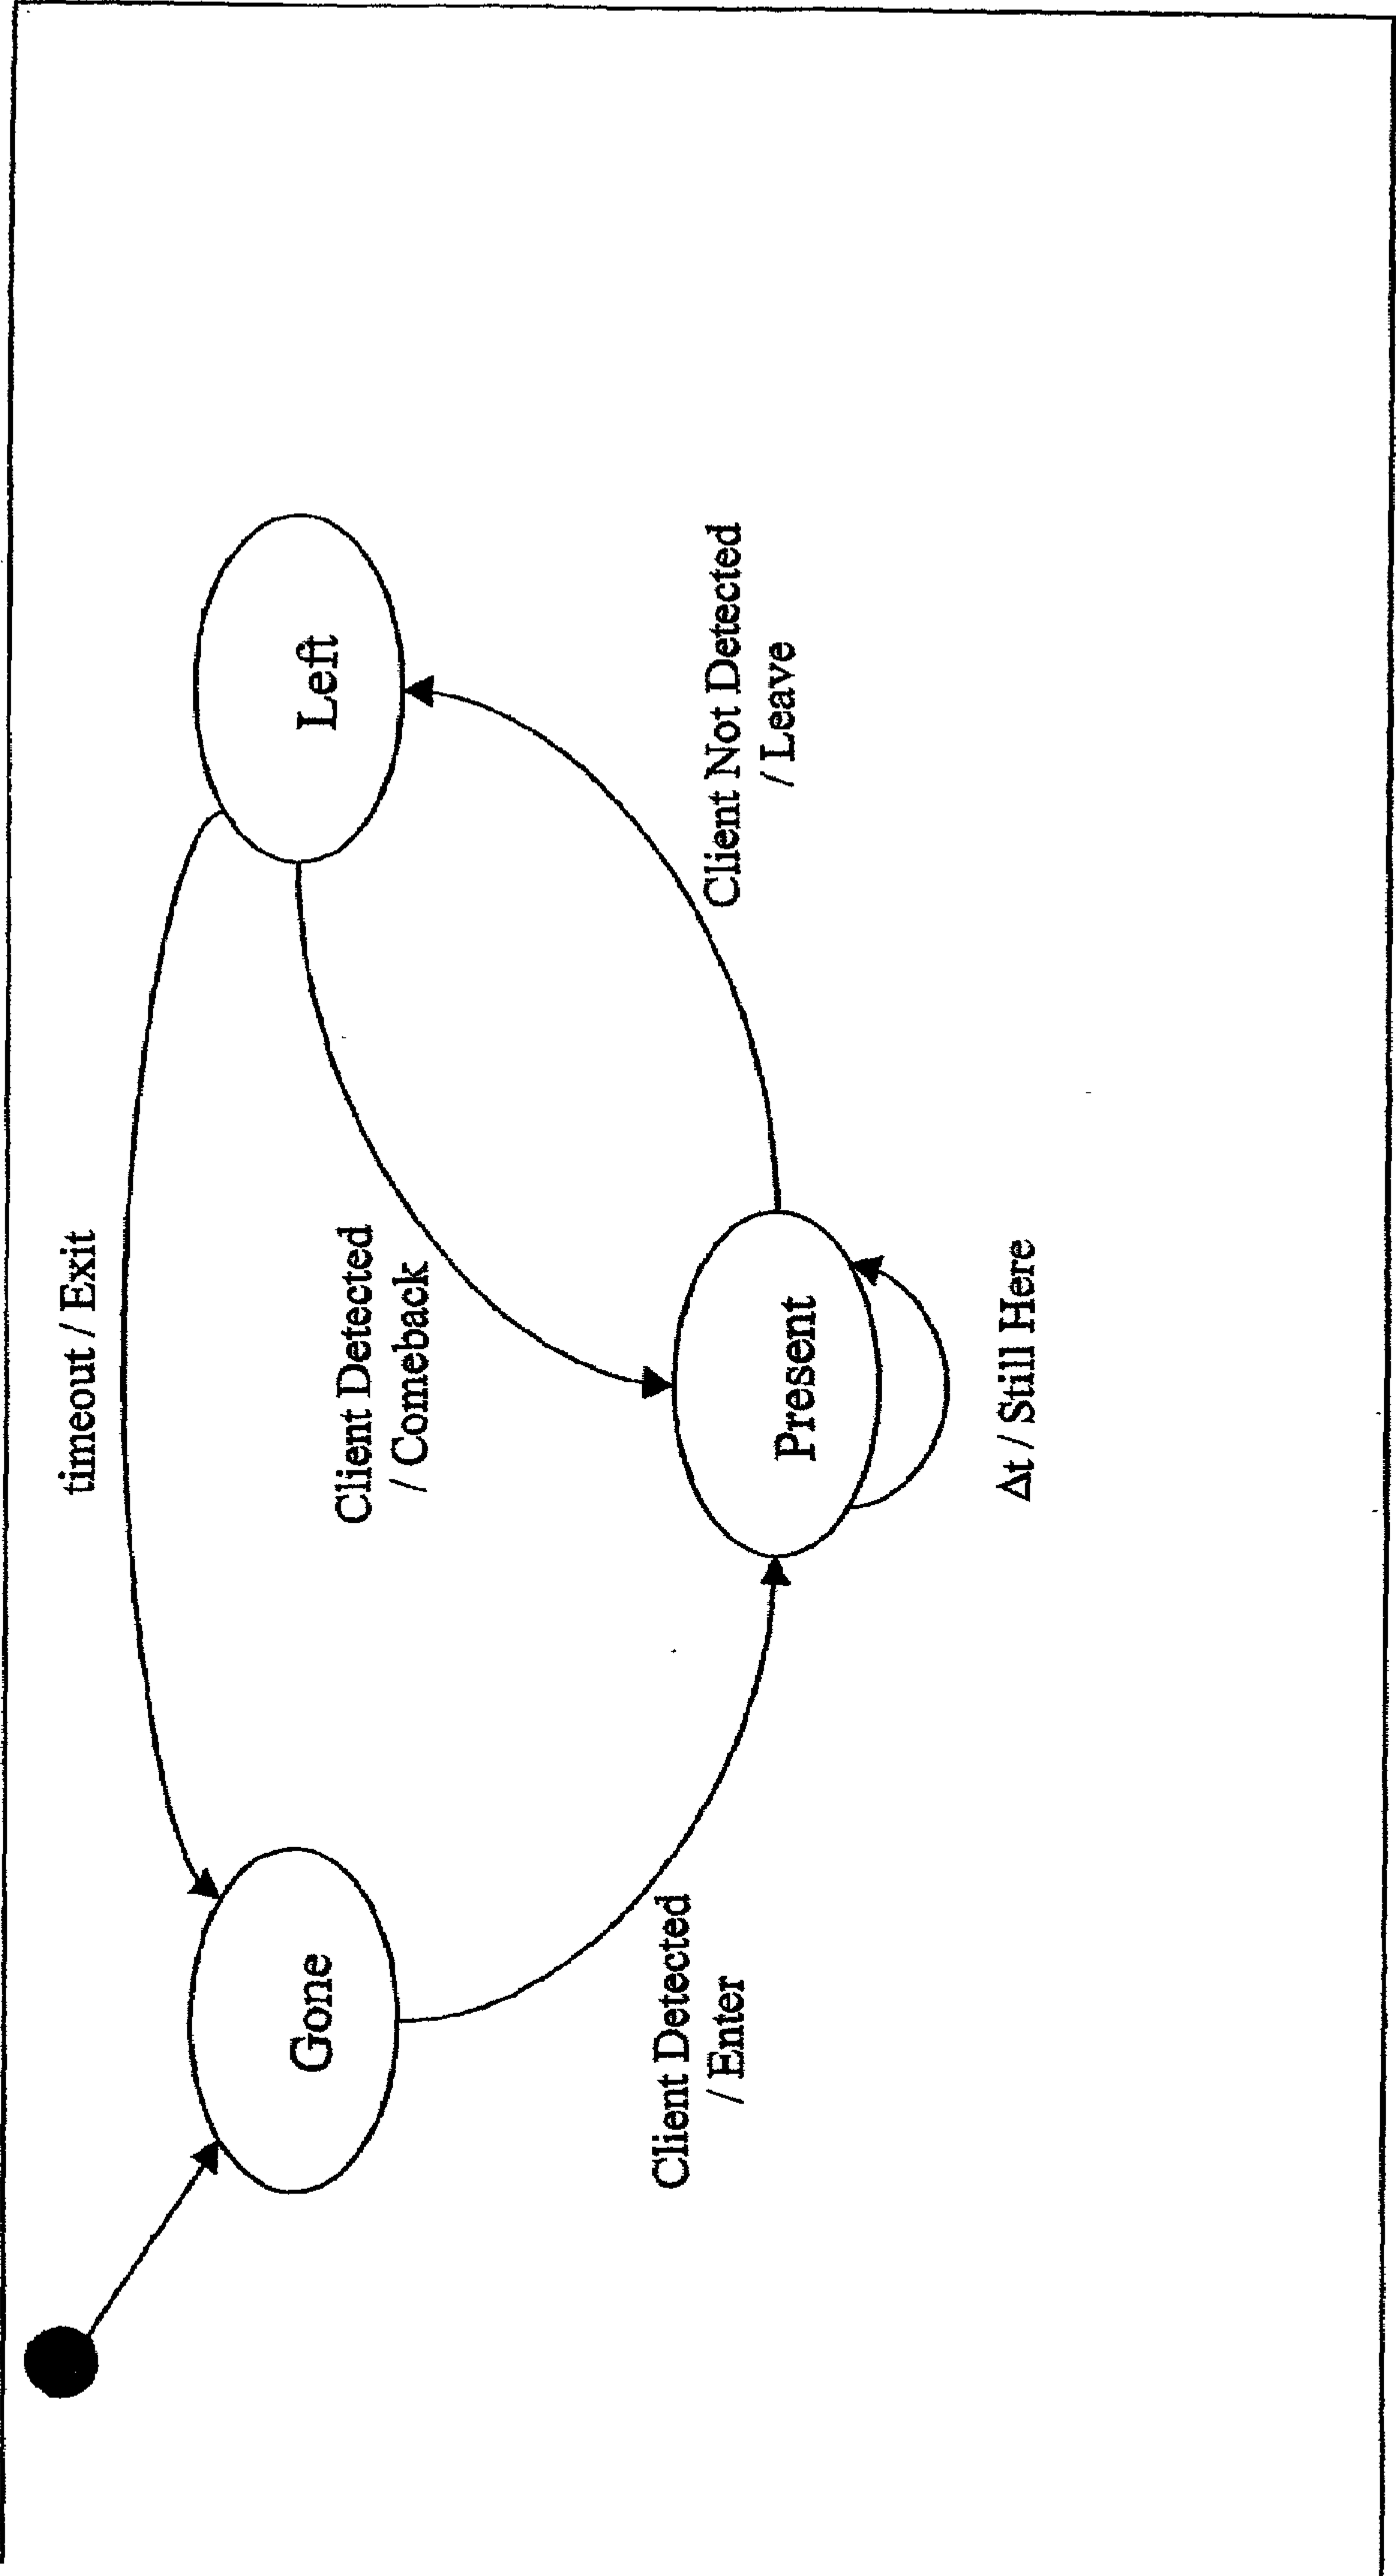 timeout / Exit
Client Detected
/ Comeback
Left
Gone
Client Not Detected
/ Leave
Present
Client Detected
/ Enter
Δt / Still Here